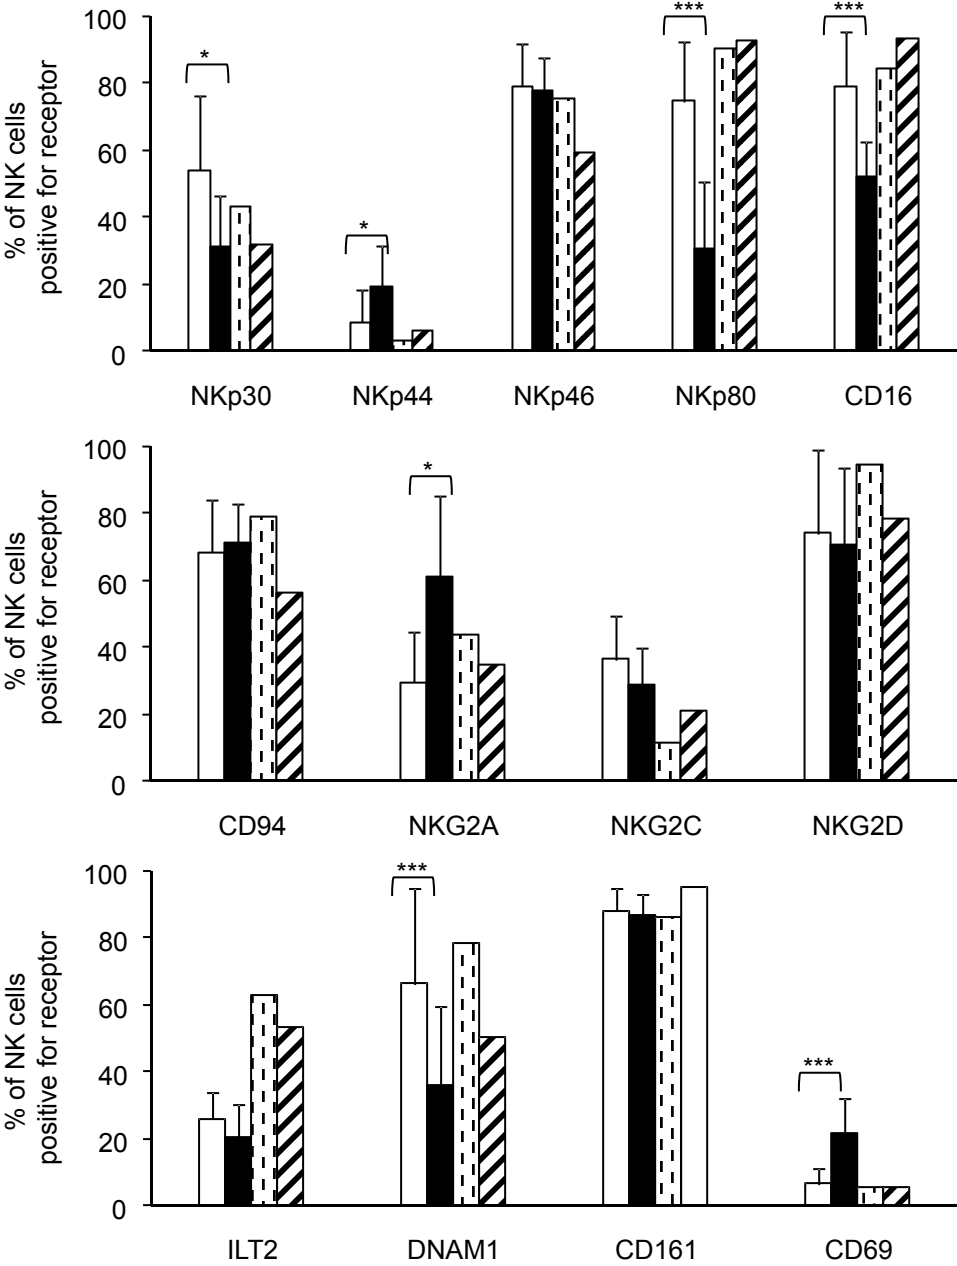 100
80
60
40
20
0
% of NK cells
positive for receptor
*
*
***
***
NKp30 NKp44 NKp46 NKp80 CD16
100
80
60
40
20
0
% of NK cells
positive for receptor
*
CD94 NKG2A NKG2C NKG2D
100
80
60
40
20
0
% of NK cells
positive for receptor
***
***
ILT2 DNAM1 CD161 CD69